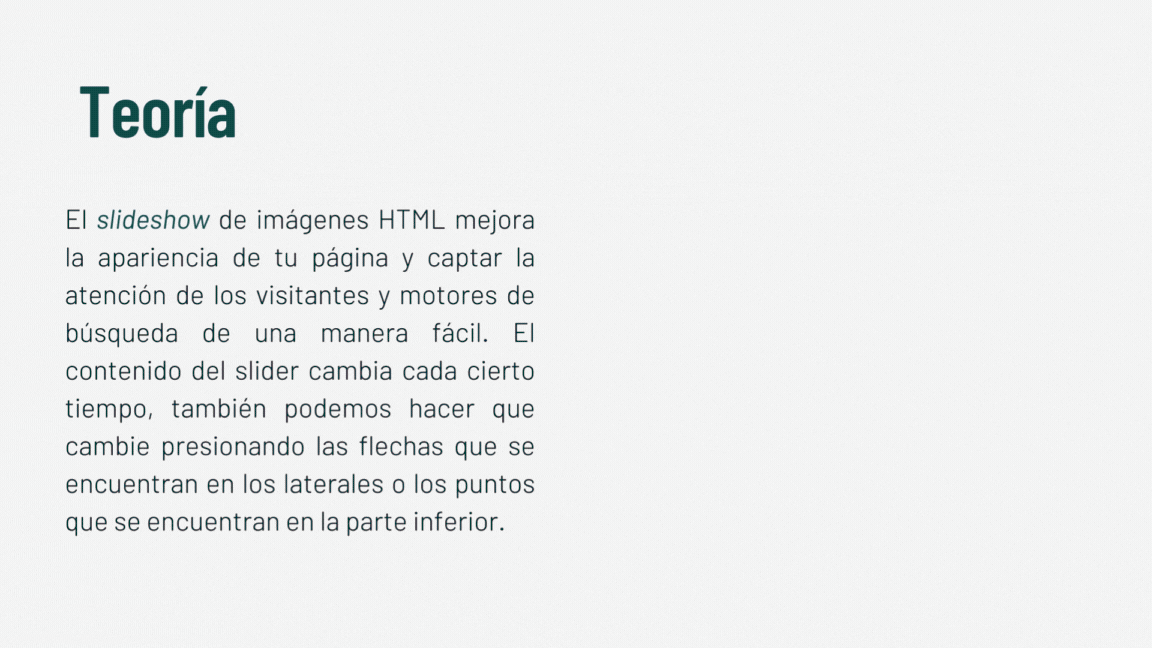 Teoría
El slideshow de imágenes HTML mejora
la apariencia de tu página y captar la
atención de los visitantes y motores de
búsqueda de una manera fácil. El
contenido del slider cambia cada cierto
tiempo, también podemos hacer que
cambie presionando las flechas que se
encuentran en los laterales o los puntos
que se encuentran en la parte inferior.